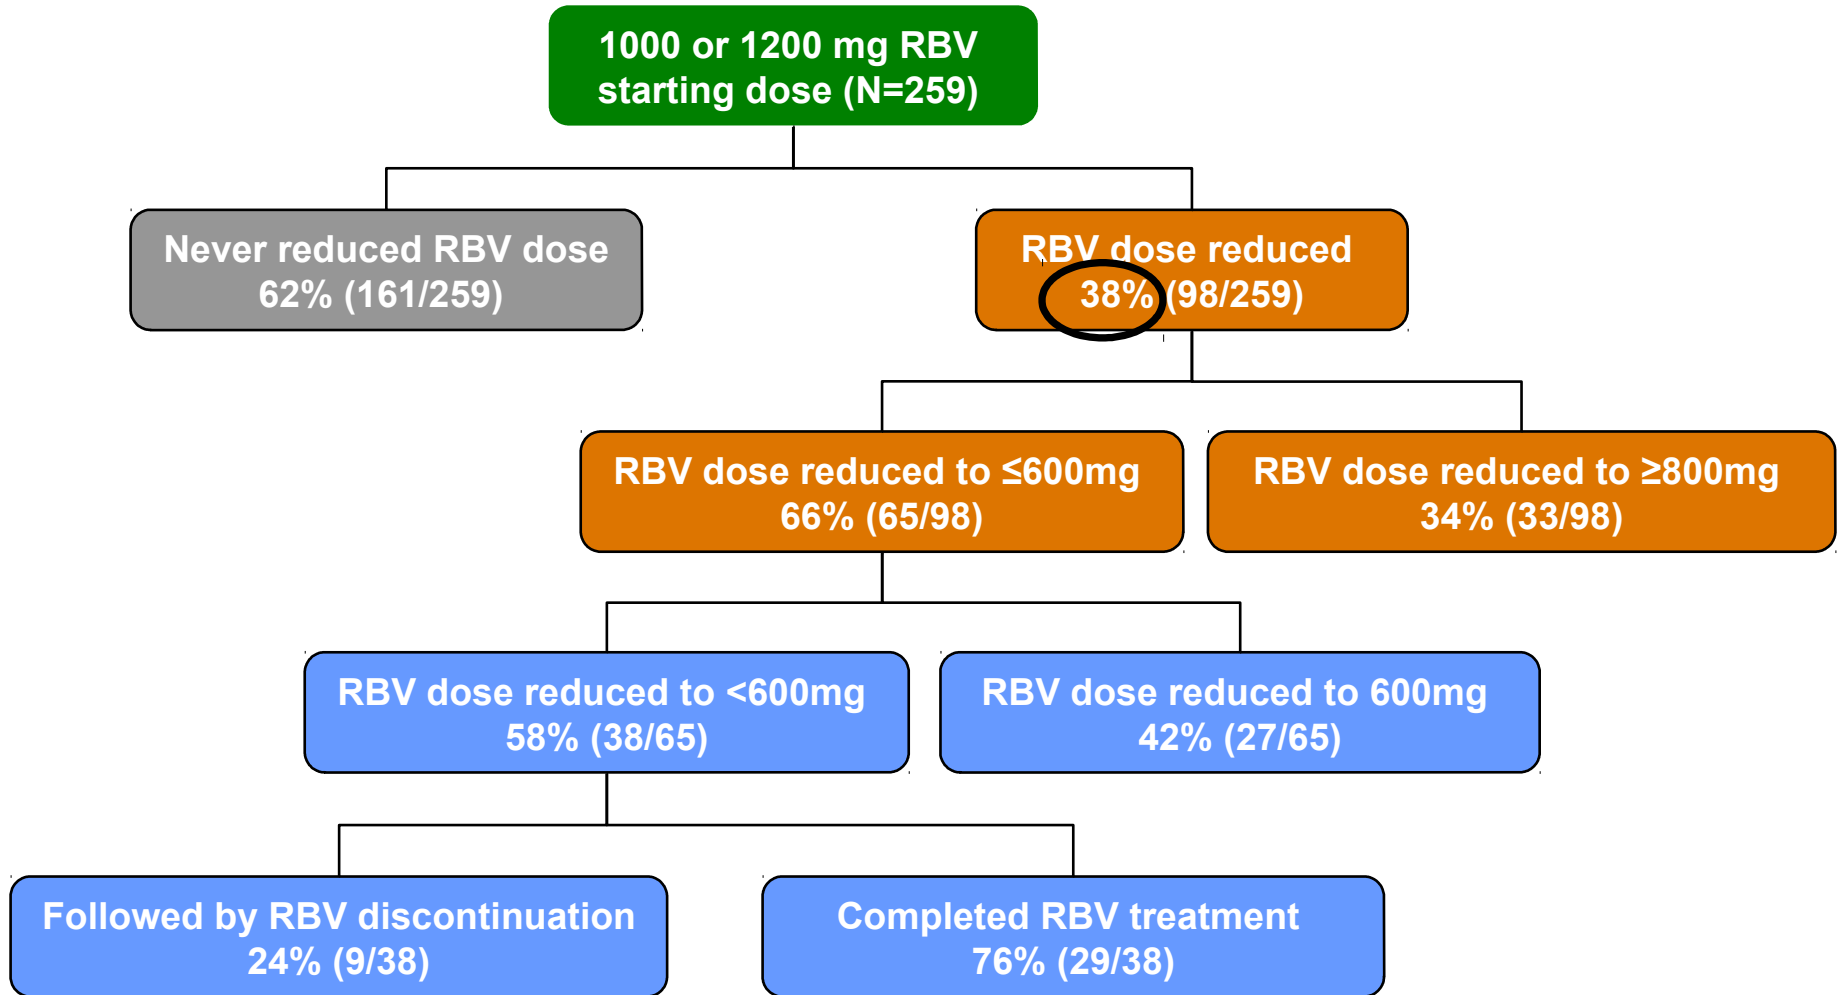 1000 or 1200 mg RBV
starting dose (N=259)
Never reduced RBV dose
62% (161/259)
RBV dose reduced
38% (98/259)
RBV dose reduced to ≤600mg
66% (65/98)
RBV dose reduced to ≥800mg
34% (33/98)
RBV dose reduced to <600mg
58% (38/65)
RBV dose reduced to 600mg
42% (27/65)
Followed by RBV discontinuation
24% (9/38)
Completed RBV treatment
76% (29/38)